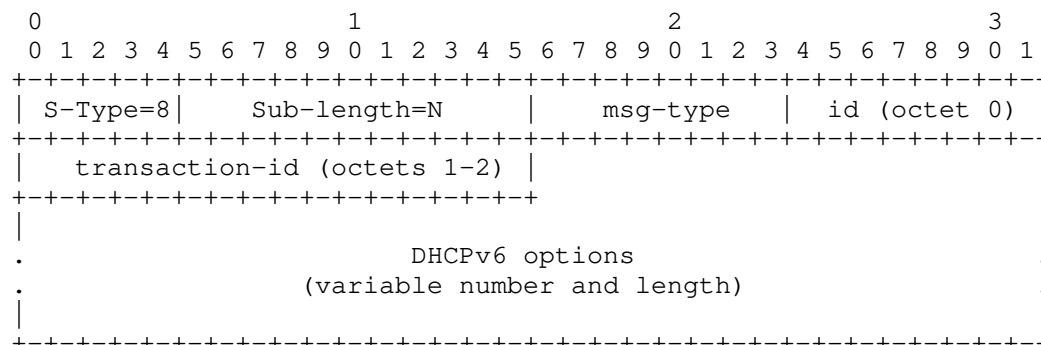 0                   1                   2                   3
0 1 2 3 4 5 6 7 8 9 0 1 2 3 4 5 6 7 8 9 0 1 2 3 4 5 6 7 8 9 0 1
+-+-+-+-+-+-+-+-+-+-+-+-+-+-+-+-+-+-+-+-+-+-+-+-+-+-+-+-+-+-+-+-
| S-Type=8|    Sub-length=N     |    msg-type   |  id (octet 0)
+-+-+-+-+-+-+-+-+-+-+-+-+-+-+-+-+-+-+-+-+-+-+-+-+-+-+-+-+-+-+-+-
|   transaction-id (octets 1-2) |
+-+-+-+-+-+-+-+-+-+-+-+-+-+-+-+-+
|
.                        DHCPv6 options                         .
.                 (variable number and length)                  .
|
+-+-+-+-+-+-+-+-+-+-+-+-+-+-+-+-+-+-+-+-+-+-+-+-+-+-+-+-+-+-+-+-